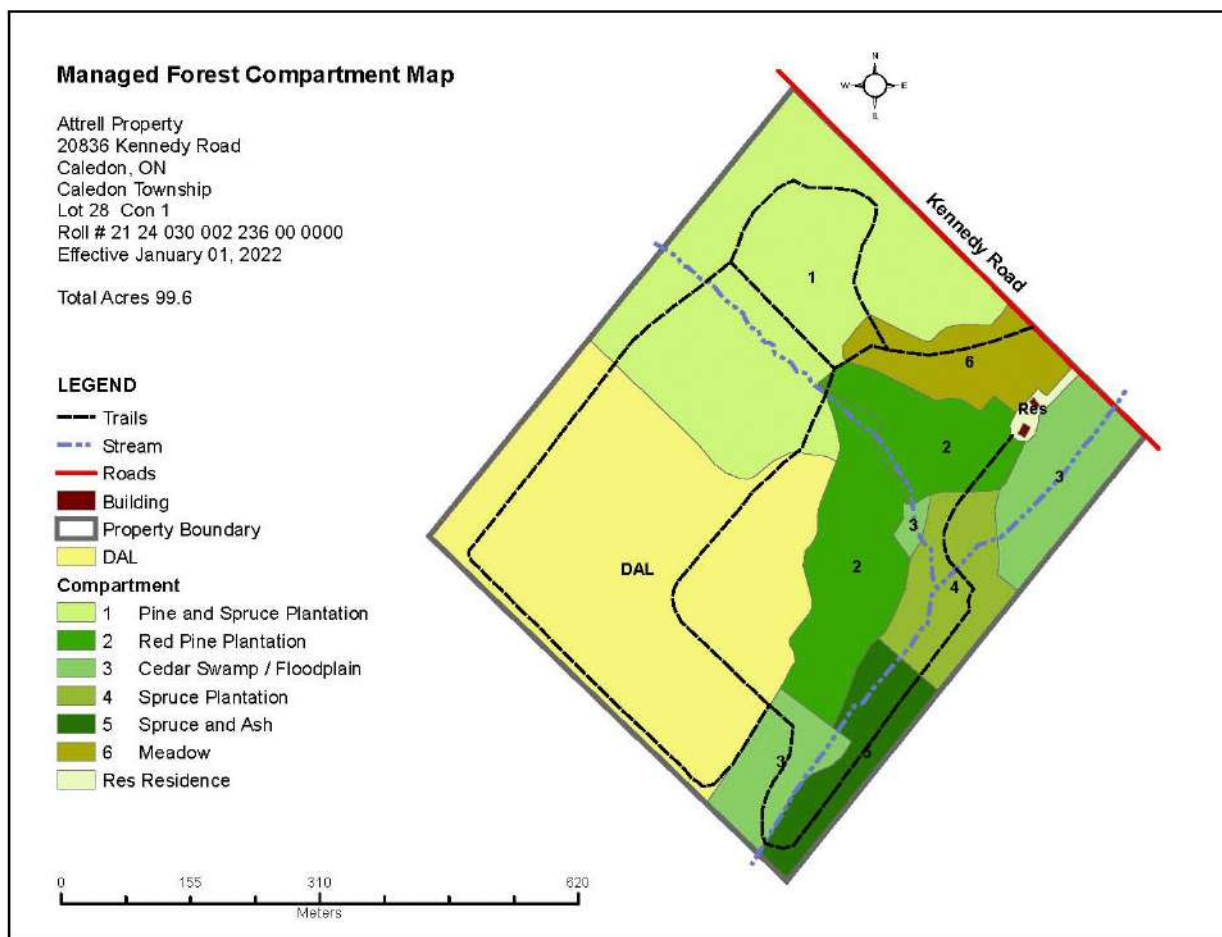 Managed Forest Compartment Map
Attrell Property
20836 Kennedy Road
Caledon, ON
Caledon Township
Lot 28 Con 1
Roll # 21 24 030 002 236 00 0000
Effective January 01, 2022
Total Acres 99.6
LEGEND
Trails
Stream
Roads
Building
Property Boundary
DAL
Compartment
1 Pine and Spruce Plantation
2 Red Pine Plantation
3 Cedar Swamp / Floodplain
4 Spruce Plantation
5 Spruce and Ash
6 Meadow
Res Residence
0 155 310 620
Meters
N
W E
Kennedy Road
1
6
Res
2
3
3
2
DAL
4
3
5